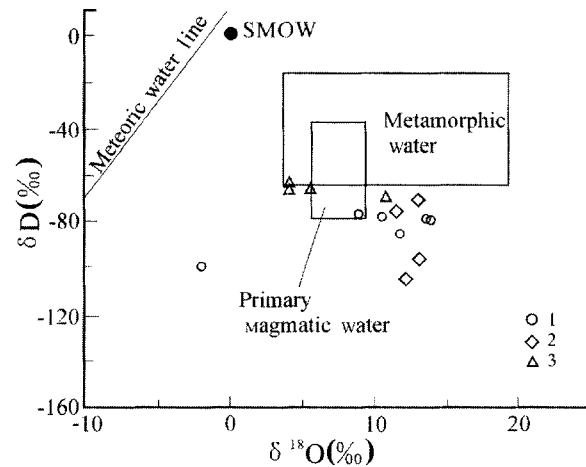 0
SMOW
Meteoric water line
-40
Metamorphic
water
δD(‰)
-80
Primary
magmatic water
-120
1
2
3
-160
-10
0
10
20
δ ¹⁸O(‰)